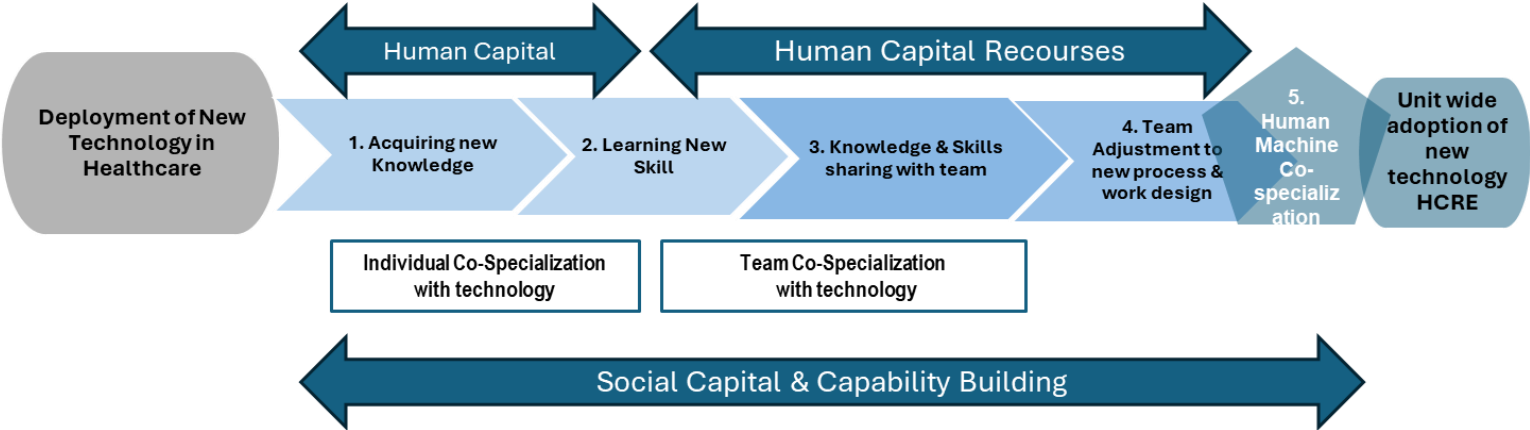 Human Capital
Human Capital Recourses
Deployment of New
Technology in
Healthcare
1. Acquiring new
Knowledge
2. Learning New
Skill
3. Knowledge & Skills
sharing with team
4. Team
Adjustment to
new process &
work design
5.
Human
Machine
Co-
specializ
ation
Unit wide
adoption of
new
technology
HCRE
Individual Co-Specialization
with technology
Team Co-Specialization
with technology
Social Capital & Capability Building